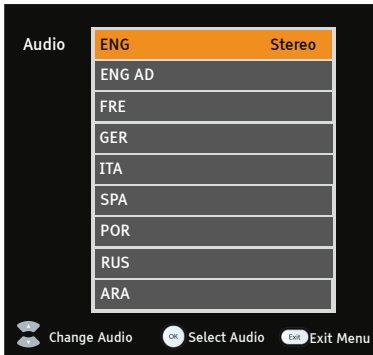 Audio ENG Stereo
ENG AD
FRE
GER
ITA
SPA
POR
RUS
ARA
Change Audio OK Select Audio Exit Exit Menu